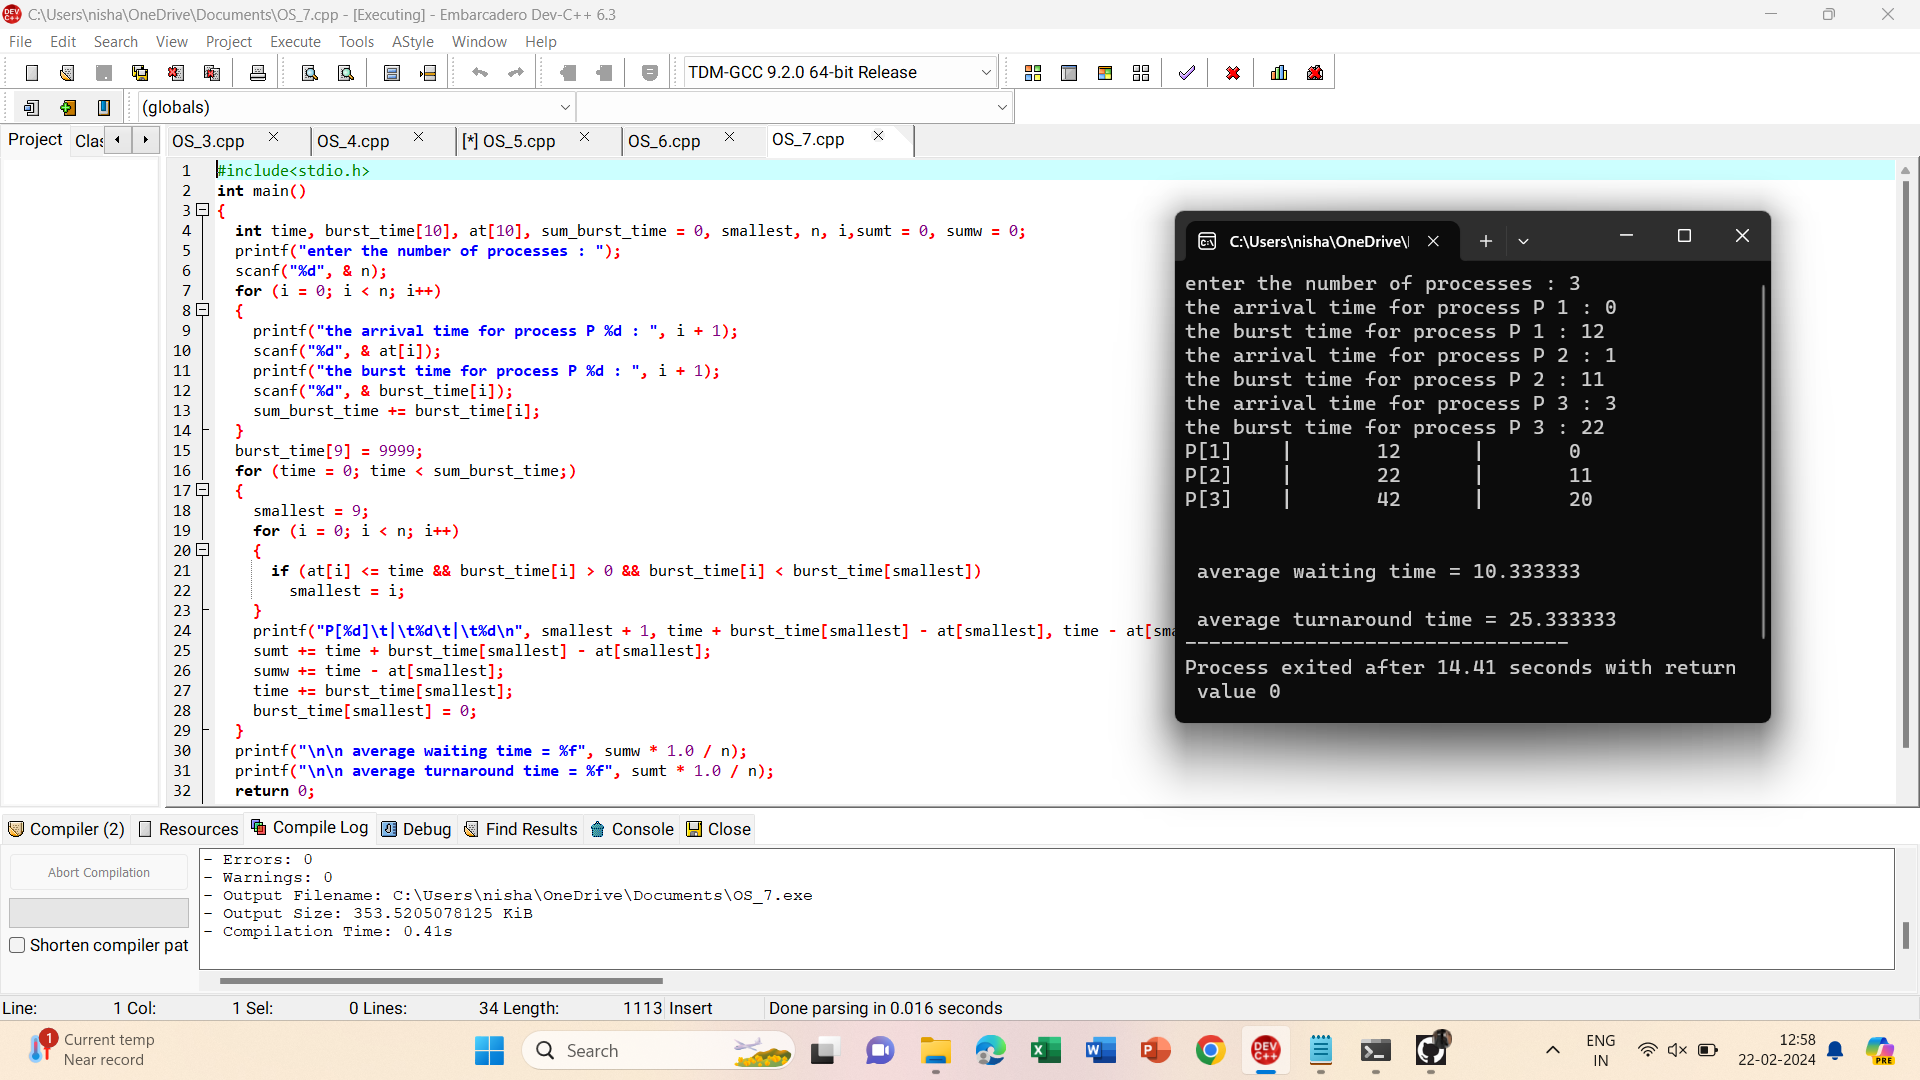 C:\Users\nisha\OneDrive\Documents\OS_7.cpp - [Executing] - Embarcadero Dev-C++ 6.3
File Edit Search View Project Execute Tools AStyle Window Help
TDM-GCC 9.2.0 64-bit Release
(globals)
Project Clas OS_3.cpp OS_4.cpp [*] OS_5.cpp OS_6.cpp OS_7.cpp
1 #include<stdio.h>
2 int main()
3 {
4 int time, burst_time[10], at[10], sum_burst_time = 0, smallest, n, i,sumt = 0, sumw = 0;
5 printf("enter the number of processes : ");
6 scanf("%d", & n);
7 for (i = 0; i < n; i++)
8 {
9 printf("the arrival time for process P %d : ", i + 1);
10 scanf("%d", & at[i]);
11 printf("the burst time for process P %d : ", i + 1);
12 scanf("%d", & burst_time[i]);
13 sum_burst_time += burst_time[i];
14 }
15 burst_time[9] = 9999;
16 for (time = 0; time < sum_burst_time;)
17 {
18 smallest = 9;
19 for (i = 0; i < n; i++)
20 {
21 if (at[i] <= time && burst_time[i] > 0 && burst_time[i] < burst_time[smallest])
22 smallest = i;
23 }
24 printf("P[%d]\t|\t%d\t|\t%d\n", smallest + 1, time + burst_time[smallest] - at[smallest], time - at[sma
25 sumt += time + burst_time[smallest] - at[smallest];
26 sumw += time - at[smallest];
27 time += burst_time[smallest];
28 burst_time[smallest] = 0;
29 }
30 printf("\n\n average waiting time = %f", sumw * 1.0 / n);
31 printf("\n\n average turnaround time = %f", sumt * 1.0 / n);
32 return 0;
C:\Users\nisha\OneDrive\
enter the number of processes : 3
the arrival time for process P 1 : 0
the burst time for process P 1 : 12
the arrival time for process P 2 : 1
the burst time for process P 2 : 11
the arrival time for process P 3 : 3
the burst time for process P 3 : 22
P[1] | 12 | 0
P[2] | 22 | 11
P[3] | 42 | 20
average waiting time = 10.333333
average turnaround time = 25.333333
--------------------------------
Process exited after 14.41 seconds with return
value 0
Compiler (2) Resources Compile Log Debug Find Results Console Close
Abort Compilation
Shorten compiler pat
- Errors: 0
- Warnings: 0
- Output Filename: C:\Users\nisha\OneDrive\Documents\OS_7.exe
- Output Size: 353.5205078125 KiB
- Compilation Time: 0.41s
Line: 1 Col: 1 Sel: 0 Lines: 34 Length: 1113 Insert Done parsing in 0.016 seconds
1 Current temp
Near record
Search
DEV C++
ENG
IN
12:58
22-02-2024
PRE